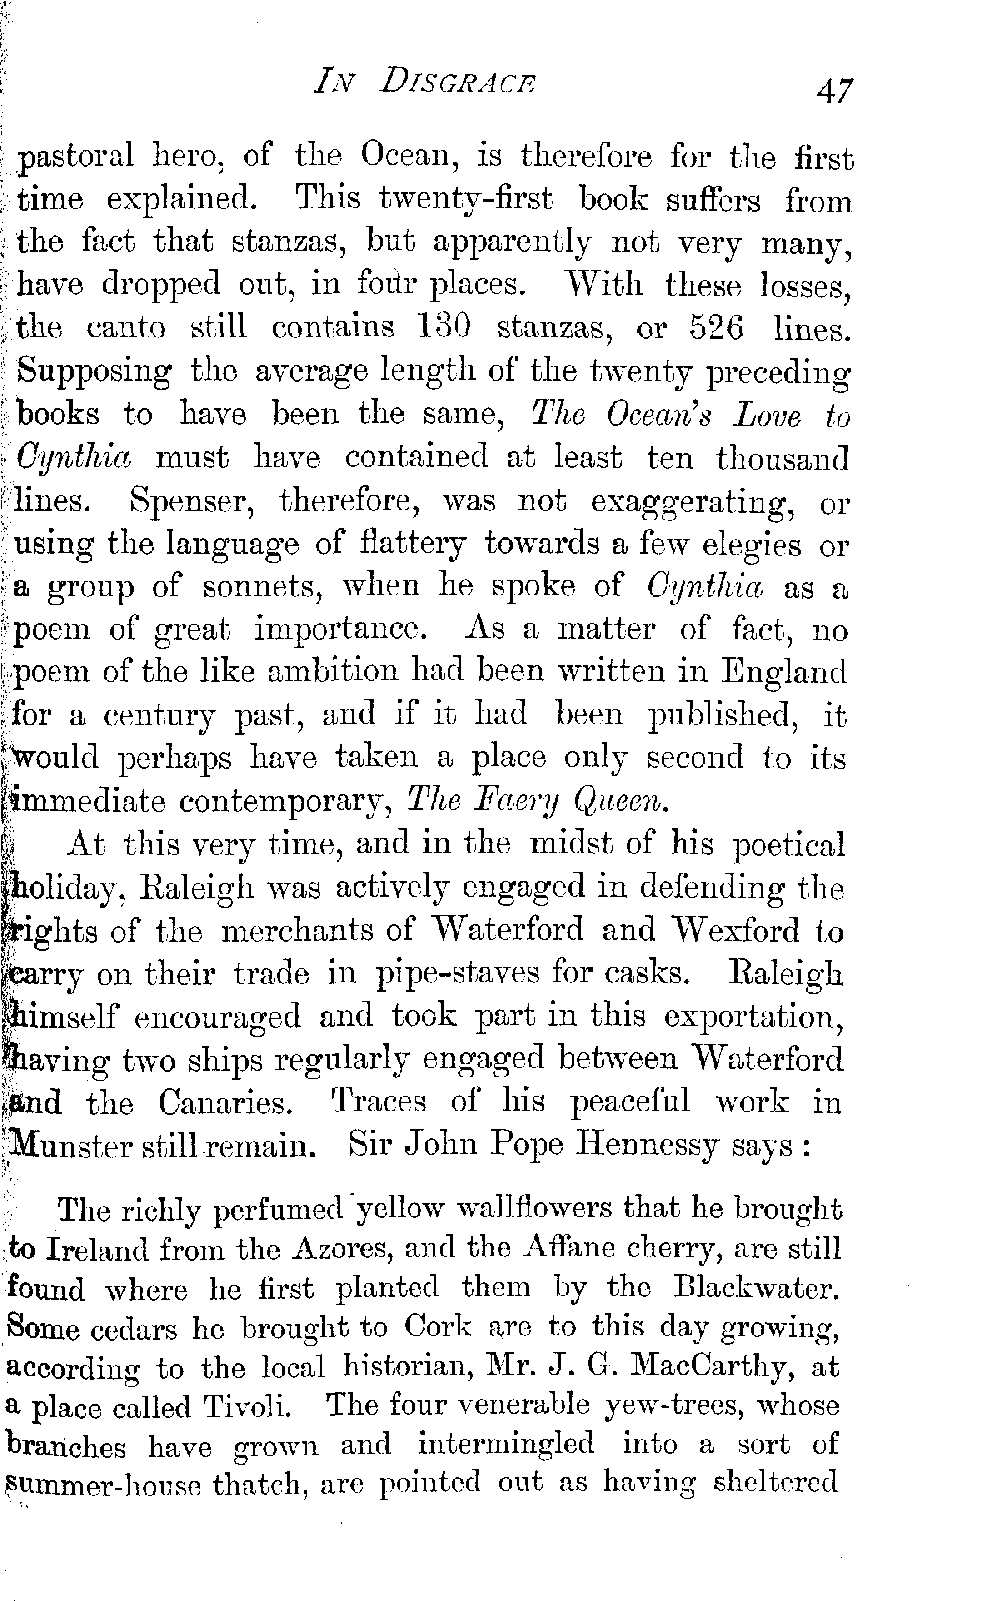 IN DISGRACE 47
pastoral hero, of the Ocean, is therefore for the first
time explained. This twenty-first book suffers from
the fact that stanzas, but apparently not very many,
have dropped out, in four places. With these losses,
the canto still contains 130 stanzas, or 526 lines.
Supposing the average length of the twenty preceding
books to have been the same, The Ocean's Love to
Cynthia must have contained at least ten thousand
lines. Spenser, therefore, was not exaggerating, or
using the language of flattery towards a few elegies or
a group of sonnets, when he spoke of Cynthia as a
poem of great importance. As a matter of fact, no
poem of the like ambition had been written in England
for a century past, and if it had been published, it
would perhaps have taken a place only second to its
immediate contemporary, The Faery Queen.
At this very time, and in the midst of his poetical
holiday, Raleigh was actively engaged in defending the
rights of the merchants of Waterford and Wexford to
carry on their trade in pipe-staves for casks. Raleigh
himself encouraged and took part in this exportation,
having two ships regularly engaged between Waterford
and the Canaries. Traces of his peaceful work in
Munster still remain. Sir John Pope Hennessy says:
The richly perfumed yellow wallflowers that he brought
to Ireland from the Azores, and the Affane cherry, are still
found where he first planted them by the Blackwater.
Some cedars he brought to Cork are to this day growing,
according to the local historian, Mr. J. G. MacCarthy, at
a place called Tivoli. The four venerable yew-trees, whose
branches have grown and intermingled into a sort of
summer-house thatch, are pointed out as having sheltered